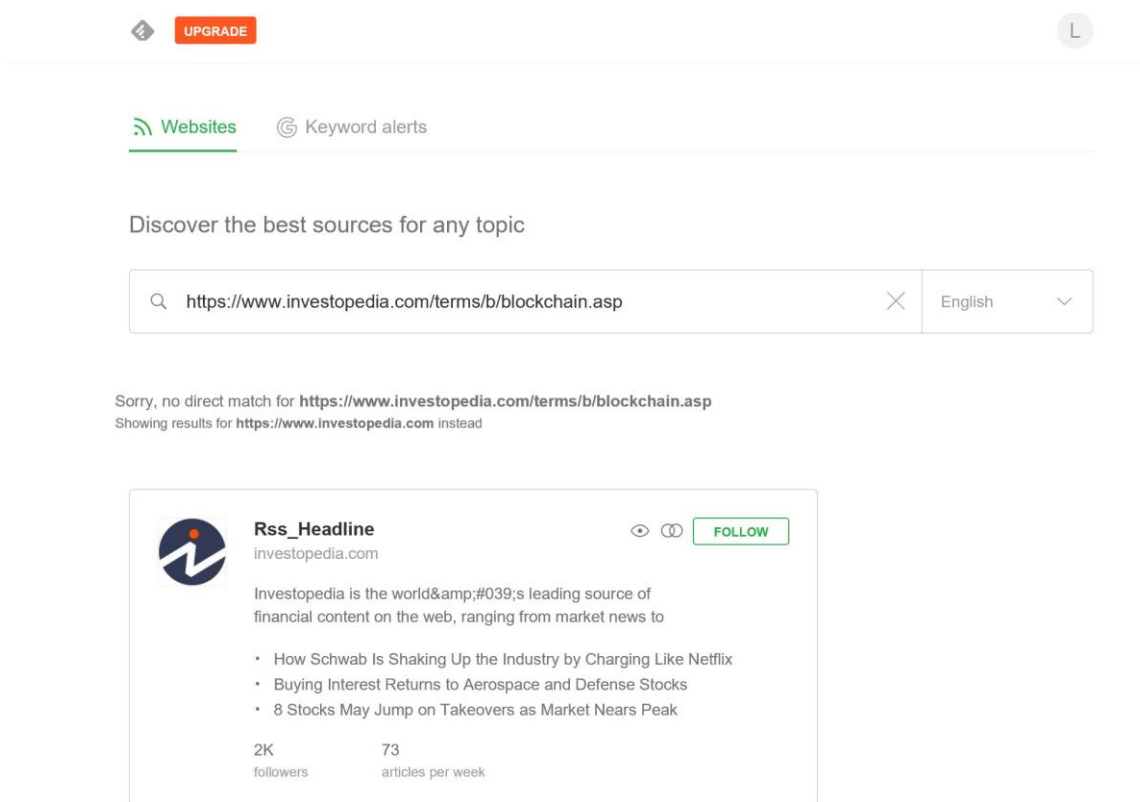 UPGRADE
L
Websites
Keyword alerts
Discover the best sources for any topic
https://www.investopedia.com/terms/b/blockchain.asp
English
Sorry, no direct match for https://www.investopedia.com/terms/b/blockchain.asp
Showing results for https://www.investopedia.com instead
Rss_Headline
FOLLOW
investopedia.com
Investopedia is the world&amp;#039;s leading source of
financial content on the web, ranging from market news to
• How Schwab Is Shaking Up the Industry by Charging Like Netflix
• Buying Interest Returns to Aerospace and Defense Stocks
• 8 Stocks May Jump on Takeovers as Market Nears Peak
2K 73
followers articles per week